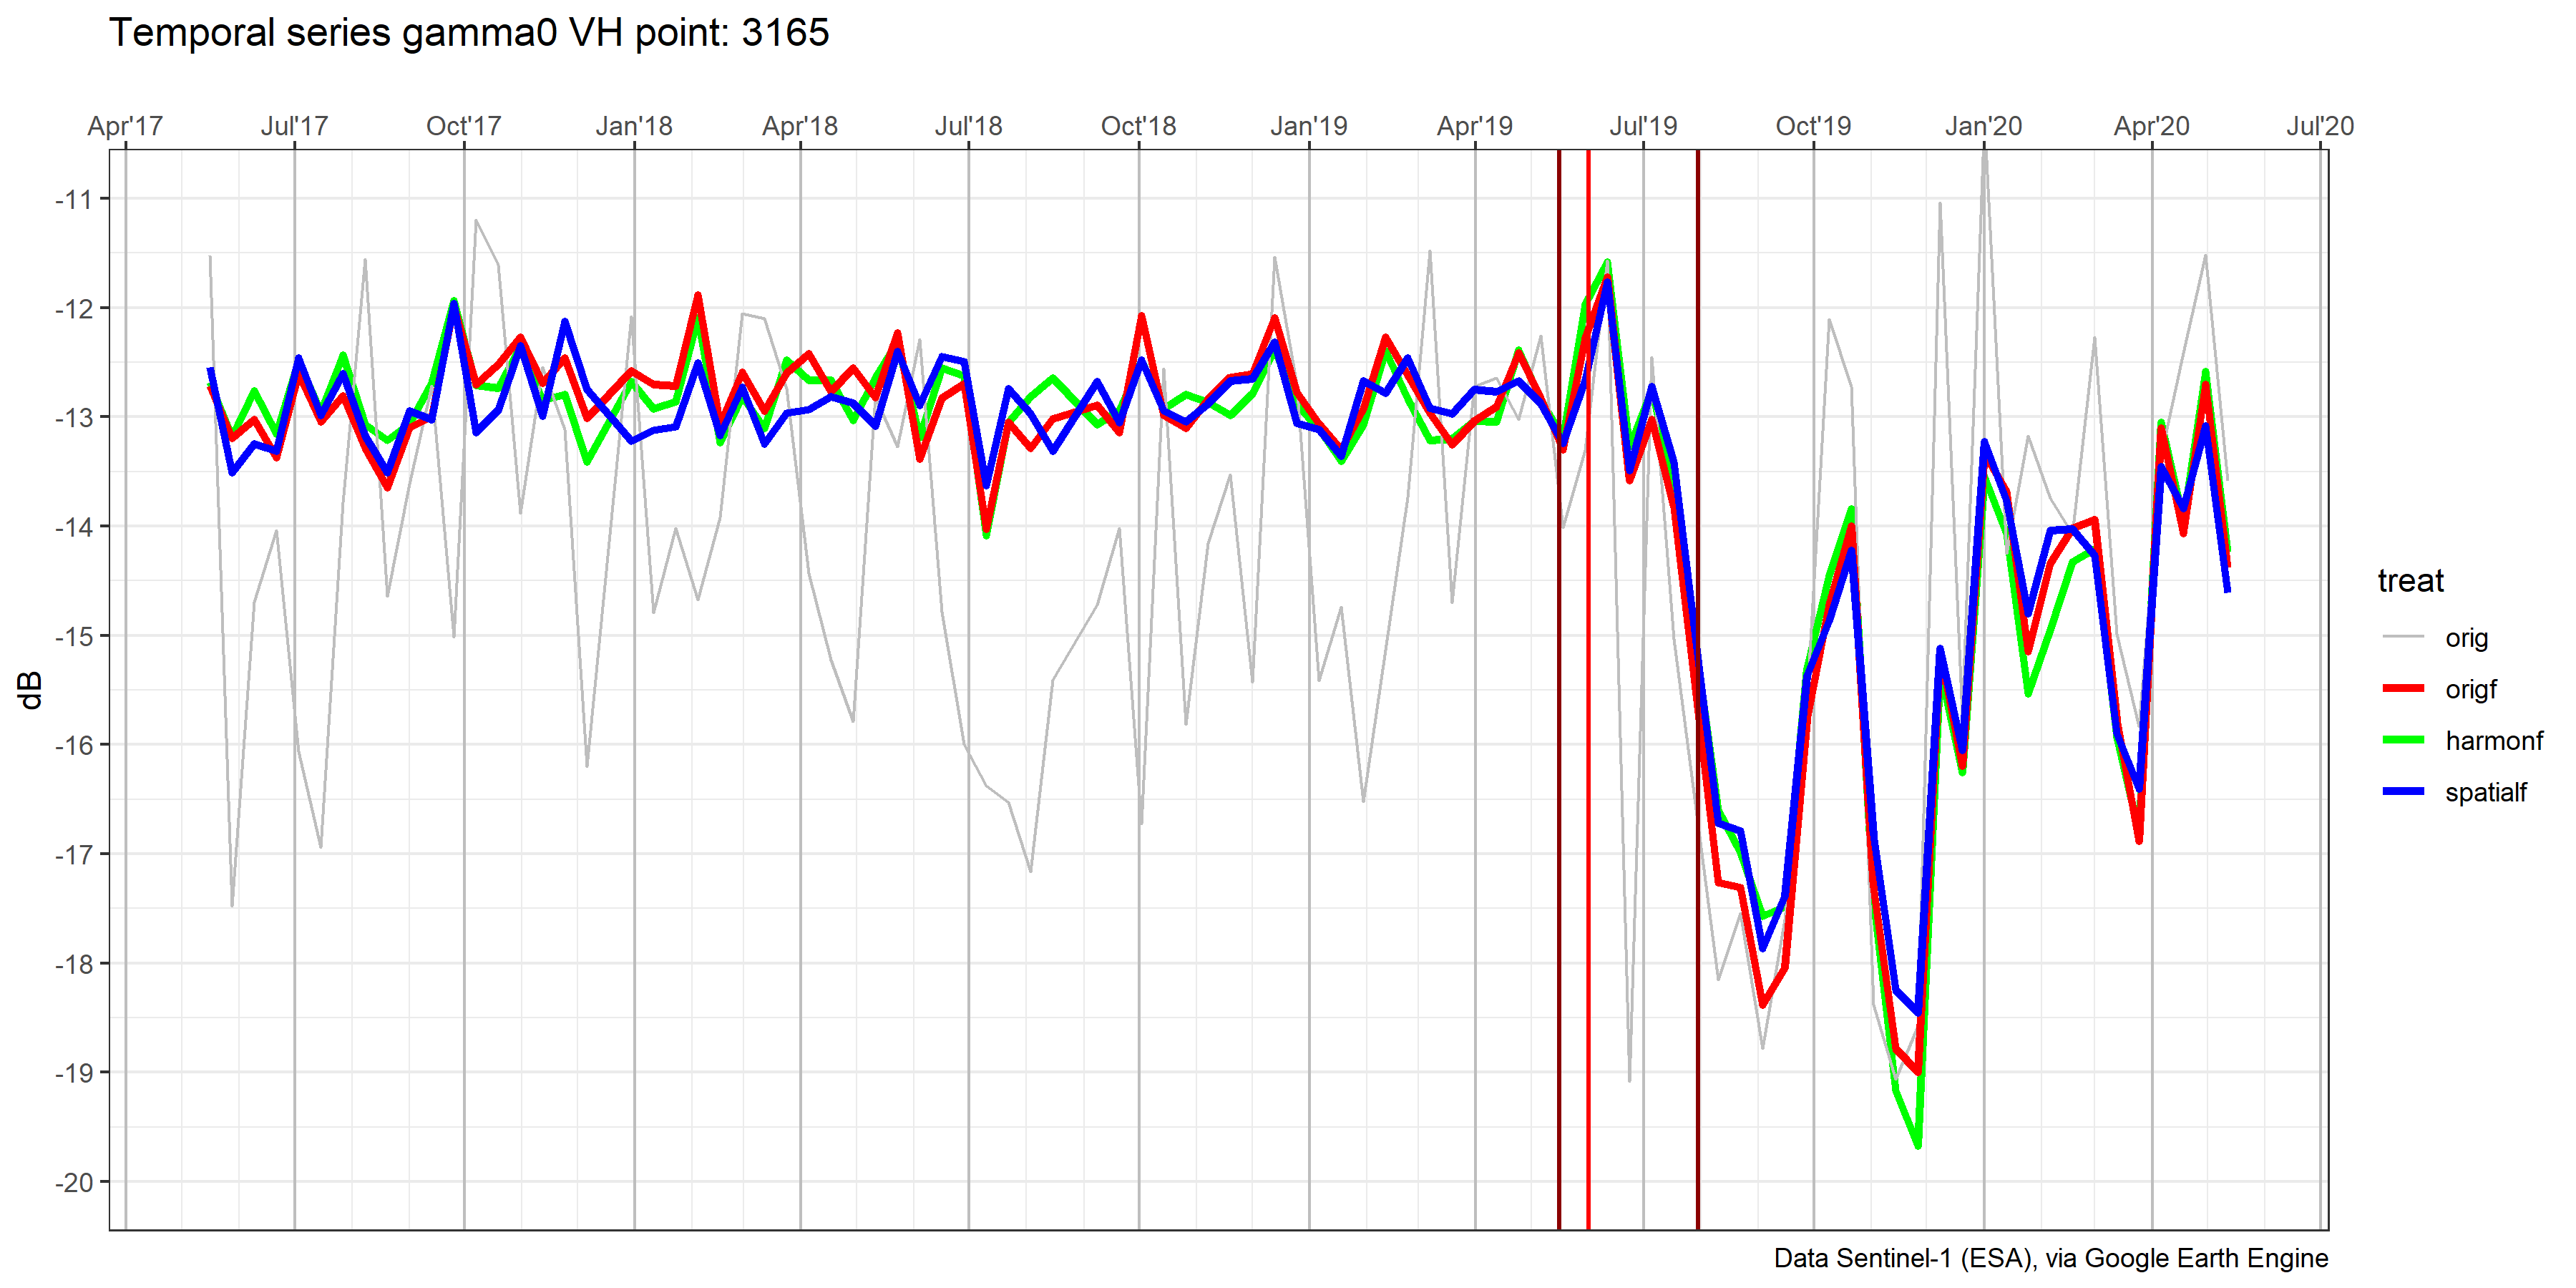 Temporal series gamma0 VH point: 3165
Apr'17 Jul'17 Oct'17 Jan'18 Apr'18 Jul'18 Oct'18 Jan'19 Apr'19 Jul'19 Oct'19 Jan'20 Apr'20 Jul'20
-11
-12
-13
-14
-15
-16
-17
-18
-19
-20
dB
treat
orig
origf
harmonf
spatialf
Data Sentinel-1 (ESA), via Google Earth Engine